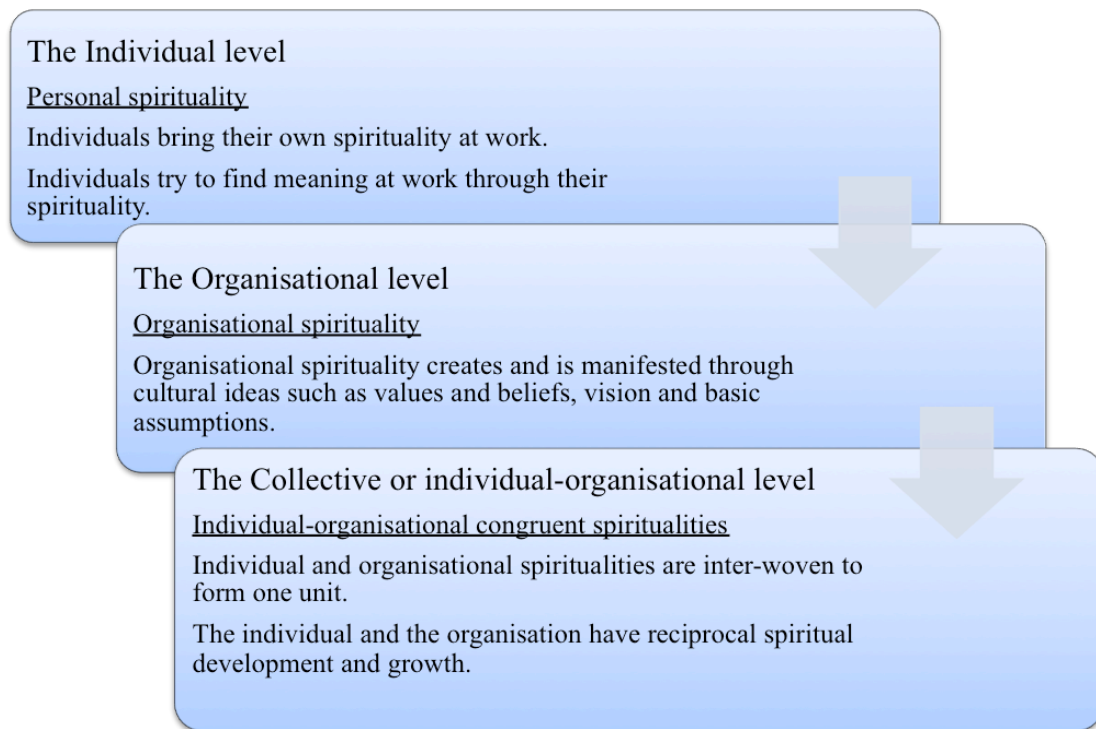 The Individual level
Personal spirituality
Individuals bring their own spirituality at work.
Individuals try to find meaning at work through their
spirituality.
The Organisational level
Organisational spirituality
Organisational spirituality creates and is manifested through
cultural ideas such as values and beliefs, vision and basic
assumptions.
The Collective or individual-organisational level
Individual-organisational congruent spiritualities
Individual and organisational spiritualities are inter-woven to
form one unit.
The individual and the organisation have reciprocal spiritual
development and growth.